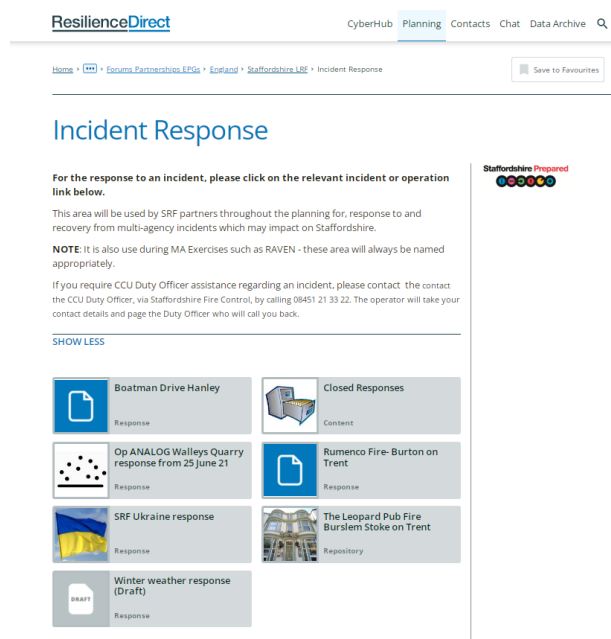 ResilienceDirect
CyberHub Planning Contacts Chat Data Archive
Home › ••• › Forums Partnerships EPGs › England › Staffordshire LRF › Incident Response
Save to Favourites
Incident Response
Staffordshire Prepared
For the response to an incident, please click on the relevant incident or operation
link below.
This area will be used by SRF partners throughout the planning for, response to and
recovery from multi-agency incidents which may impact on Staffordshire.
NOTE: It is also use during MA Exercises such as RAVEN - these area will always be named
appropriately.
If you require CCU Duty Officer assistance regarding an incident, please contact the contact
the CCU Duty Officer, via Staffordshire Fire Control, by calling 08451 21 33 22. The operator will take your
contact details and page the Duty Officer who will call you back.
SHOW LESS
Boatman Drive Hanley
Response
Closed Responses
Content
Op ANALOG Walleys Quarry
response from 25 June 21
Response
Rumenco Fire- Burton on
Trent
Response
SRF Ukraine response
Response
The Leopard Pub Fire
Burslem Stoke on Trent
Repository
DRAFT
Winter weather response
(Draft)
Response